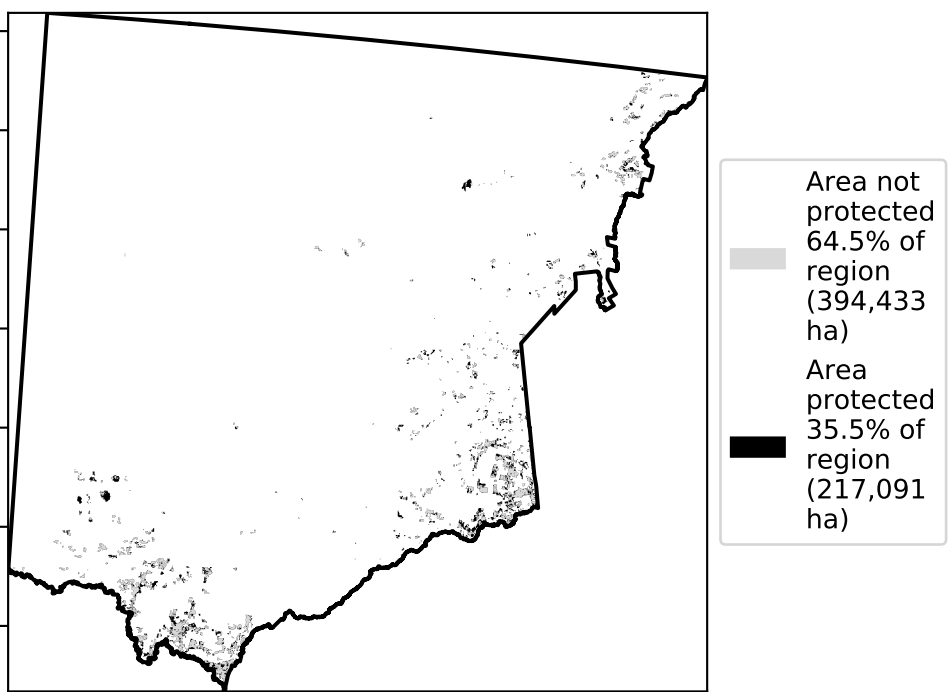 Area not
protected
64.5% of
region
(394,433
ha)
Area
protected
35.5% of
region
(217,091
ha)